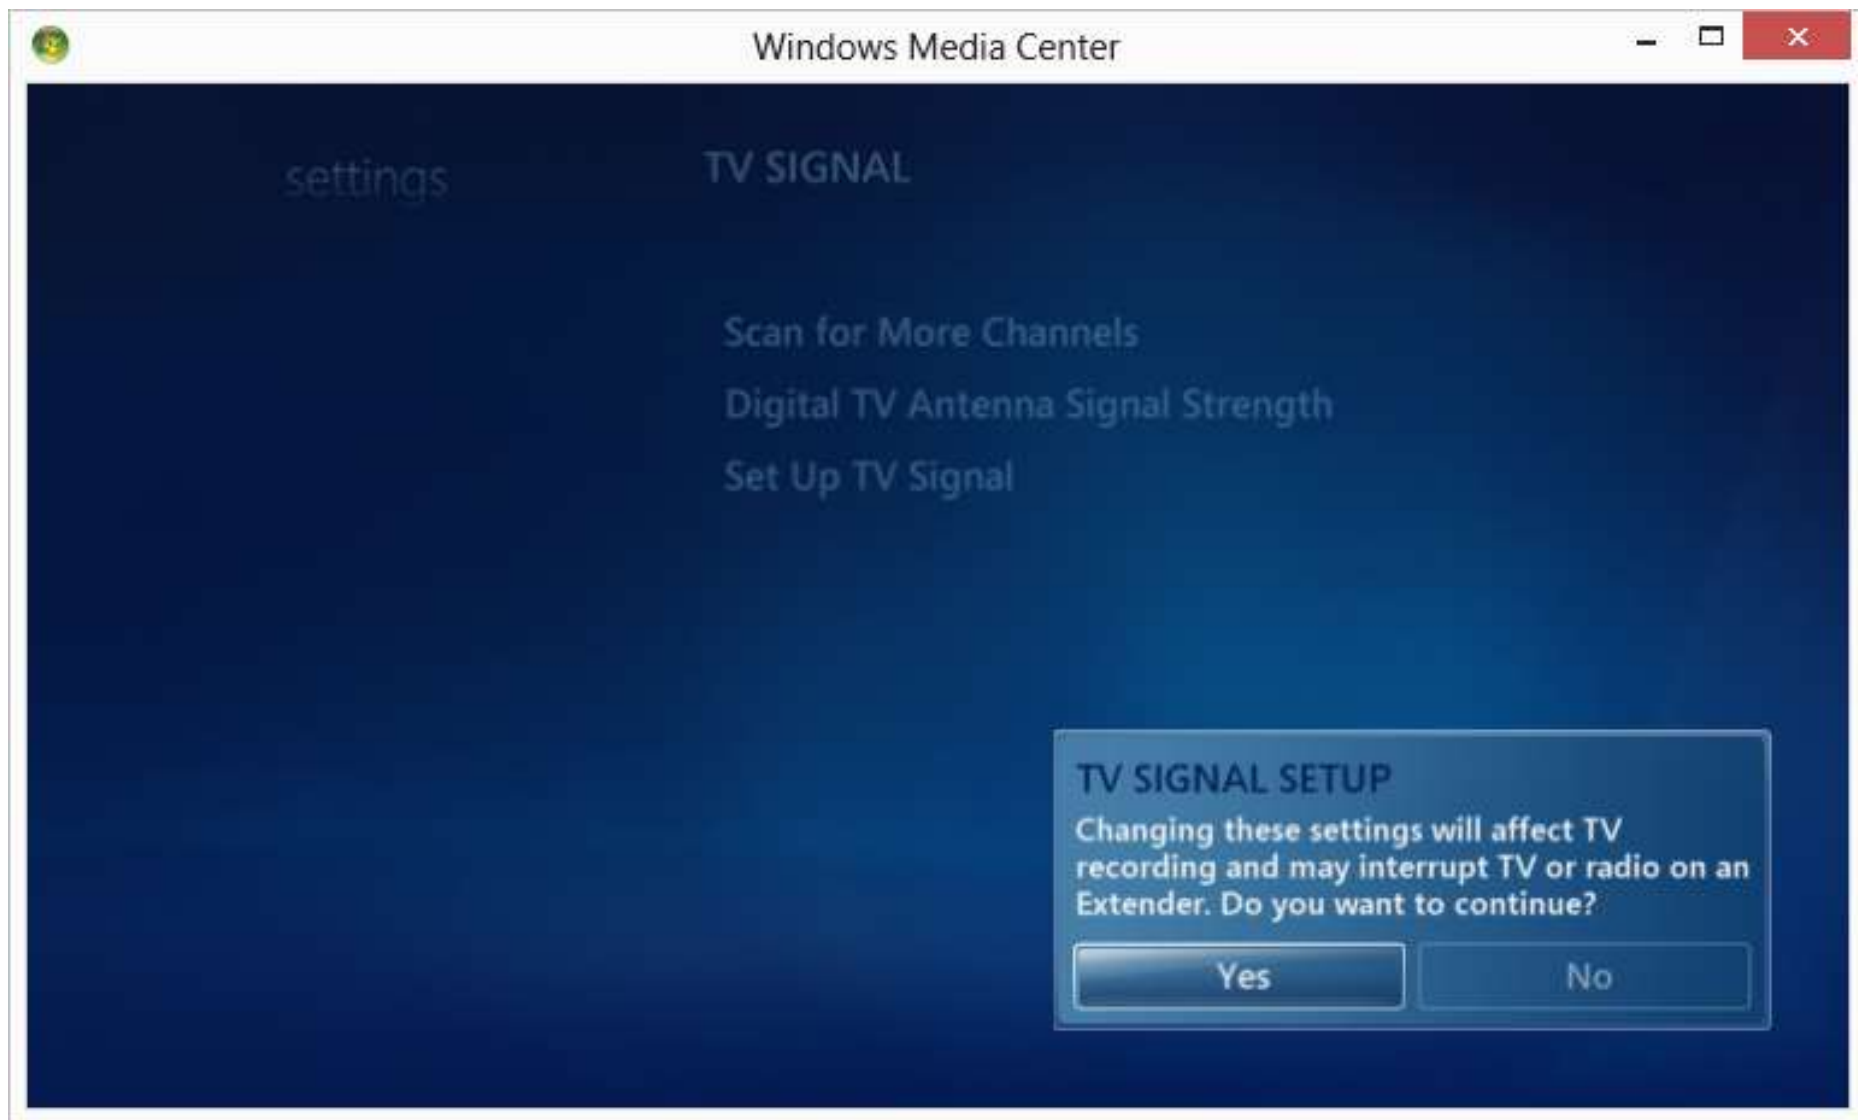 Windows Media Center
settings
TV SIGNAL
Scan for More Channels
Digital TV Antenna Signal Strength
Set Up TV Signal
TV SIGNAL SETUP
Changing these settings will affect TV
recording and may interrupt TV or radio on an
Extender. Do you want to continue?
Yes
No